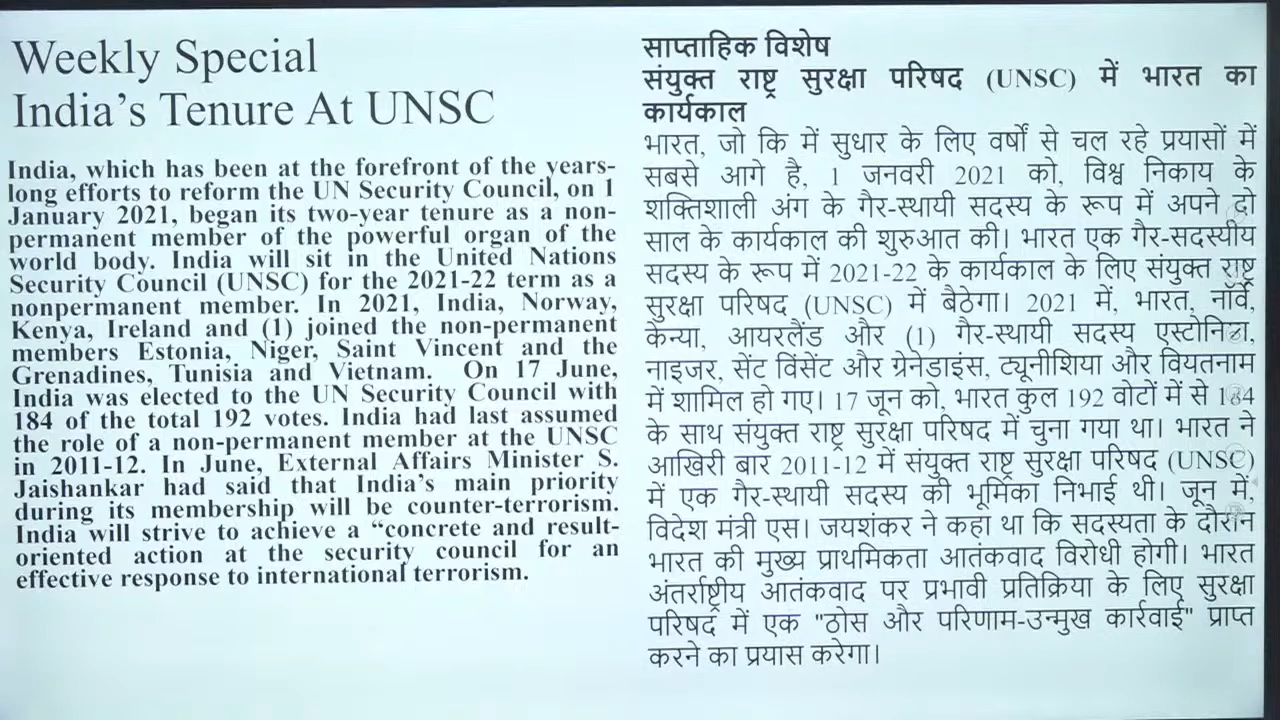 Weekly Special
India's Tenure At UNSC
India, which has been at the forefront of the years-
long efforts to reform the UN Security Council, on 1
January 2021, began its two-year tenure as a non-
permanent member of the powerful organ of the
world body. India will sit in the United Nations
Security Council (UNSC) for the 2021-22 term as a
nonpermanent member. In 2021, India, Norway,
Kenya, Ireland and (1) joined the non-permanent
members Estonia, Niger, Saint Vincent and the
Grenadines, Tunisia and Vietnam. On 17 June,
India was elected to the UN Security Council with
184 of the total 192 votes. India had last assumed
the role of a non-permanent member at the UNSC
in 2011-12. In June, External Affairs Minister S.
Jaishankar had said that India's main priority
during its membership will be counter-terrorism.
India will strive to achieve a “concrete and result-
oriented action at the security council for an
effective response to international terrorism.
साप्ताहिक विशेष
संयुक्त राष्ट्र सुरक्षा परिषद (UNSC) में भारत का
कार्यकाल
भारत, जो कि में सुधार के लिए वर्षों से चल रहे प्रयासों में
सबसे आगे है, 1 जनवरी 2021 को, विश्व निकाय के
शक्तिशाली अंग के गैर-स्थायी सदस्य के रूप में अपने दो
साल के कार्यकाल की शुरुआत की। भारत एक गैर-सदस्यीय
सदस्य के रूप में 2021-22 के कार्यकाल के लिए संयुक्त राष्ट्र
सुरक्षा परिषद (UNSC) में बैठेगा। 2021 में, भारत, नॉर्वे,
केन्या, आयरलैंड और (1) गैर-स्थायी सदस्य एस्टोनिया,
नाइजर, सेंट विंसेंट और ग्रेनेडाइंस, ट्यूनीशिया और वियतनाम
में शामिल हो गए। 17 जून को, भारत कुल 192 वोटों में से 184
के साथ संयुक्त राष्ट्र सुरक्षा परिषद में चुना गया था। भारत ने
आखिरी बार 2011-12 में संयुक्त राष्ट्र सुरक्षा परिषद (UNSC)
में एक गैर-स्थायी सदस्य की भूमिका निभाई थी। जून में,
विदेश मंत्री एस। जयशंकर ने कहा था कि सदस्यता के दौरान
भारत की मुख्य प्राथमिकता आतंकवाद विरोधी होगी। भारत
अंतर्राष्ट्रीय आतंकवाद पर प्रभावी प्रतिक्रिया के लिए सुरक्षा
परिषद में एक "ठोस और परिणाम-उन्मुख कार्रवाई" प्राप्त
करने का प्रयास करेगा।